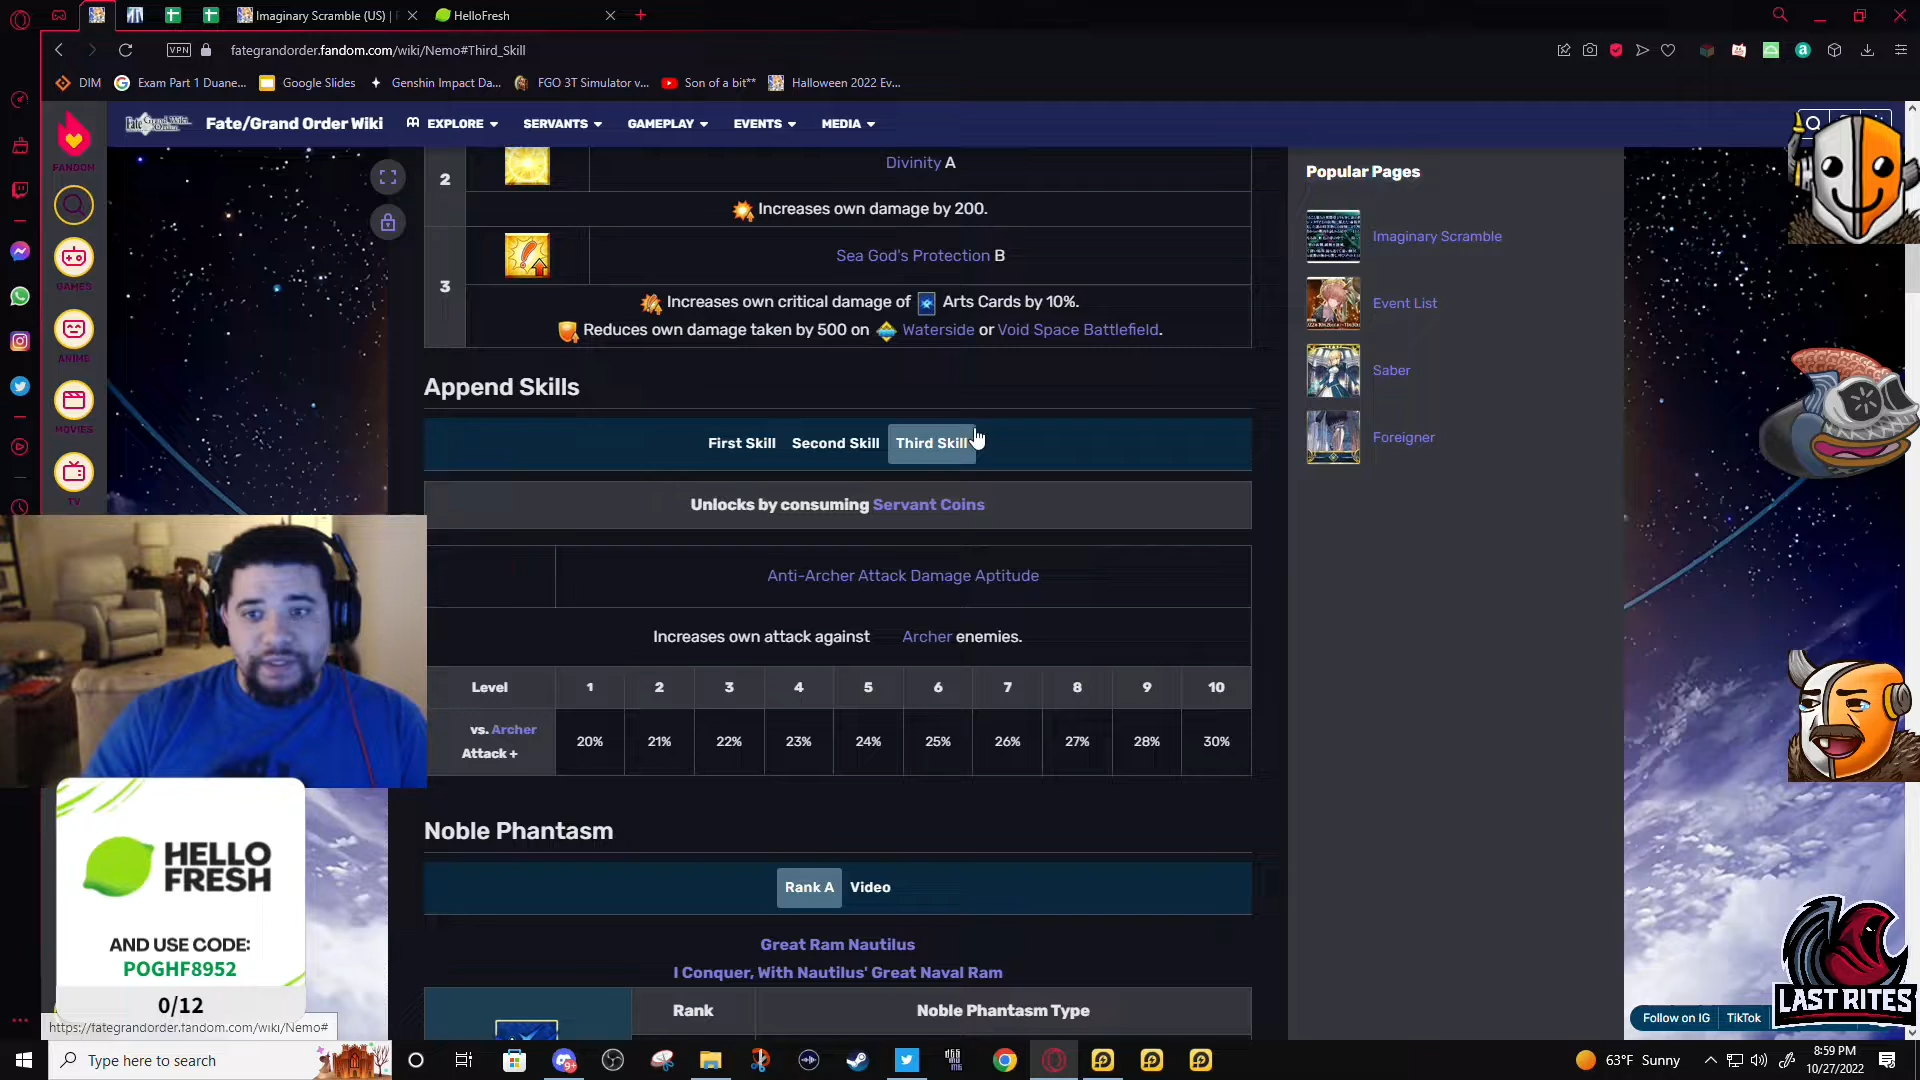 Imaginary Scramble (US) |
HelloFresh
VPN
fategrandorder.fandom.com/wiki/Nemo#Third_Skill
DIM
Exam Part 1 Duane...
Google Slides
Genshin Impact Da...
FGO 3T Simulator v...
Son of a bit**
Halloween 2022 Ev...
Fate/Grand Order Wiki
EXPLORE
SERVANTS
GAMEPLAY
EVENTS
MEDIA
FANDOM
GAMES
ANIME
MOVIES
TV
2
Divinity A
Increases own damage by 200.
3
Sea God's Protection B
Increases own critical damage of Arts Cards by 10%.
Reduces own damage taken by 500 on Waterside or Void Space Battlefield.
Append Skills
First Skill Second Skill Third Skill
Unlocks by consuming Servant Coins
Anti-Archer Attack Damage Aptitude
Increases own attack against Archer enemies.
Level 1 2 3 4 5 6 7 8 9 10
vs. Archer
Attack +
20% 21% 22% 23% 24% 25% 26% 27% 28% 30%
Noble Phantasm
Rank A Video
Great Ram Nautilus
I Conquer, With Nautilus' Great Naval Ram
Rank
Noble Phantasm Type
Popular Pages
Imaginary Scramble
Event List
Saber
Foreigner
HELLO
FRESH
AND USE CODE:
POGHF8952
0/12
https://fategrandorder.fandom.com/wiki/Nemo#
LAST RITES
Follow on IG
TikTok
Type here to search
9+
63°F Sunny
8:59 PM
10/27/2022